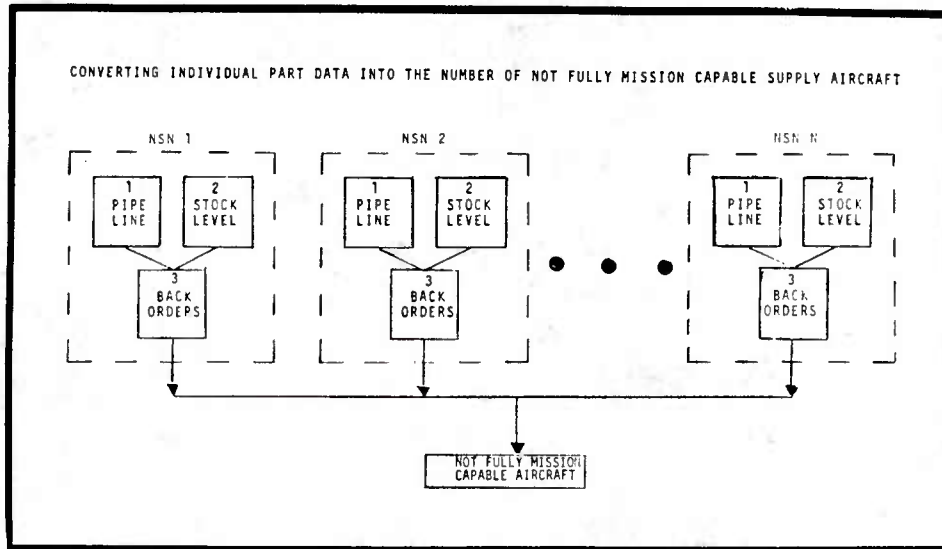 CONVERTING INDIVIDUAL PART DATA INTO THE NUMBER OF NOT FULLY MISSION CAPABLE SUPPLY AIRCRAFT
NSN 1
1
PIPE
LINE
2
STOCK
LEVEL
3
BACK
ORDERS
NSN 2
1
PIPE
LINE
2
STOCK
LEVEL
3
BACK
ORDERS
NSN N
1
PIPE
LINE
2
STOCK
LEVEL
3
BACK
ORDERS
NOT FULLY MISSION
CAPABLE AIRCRAFT